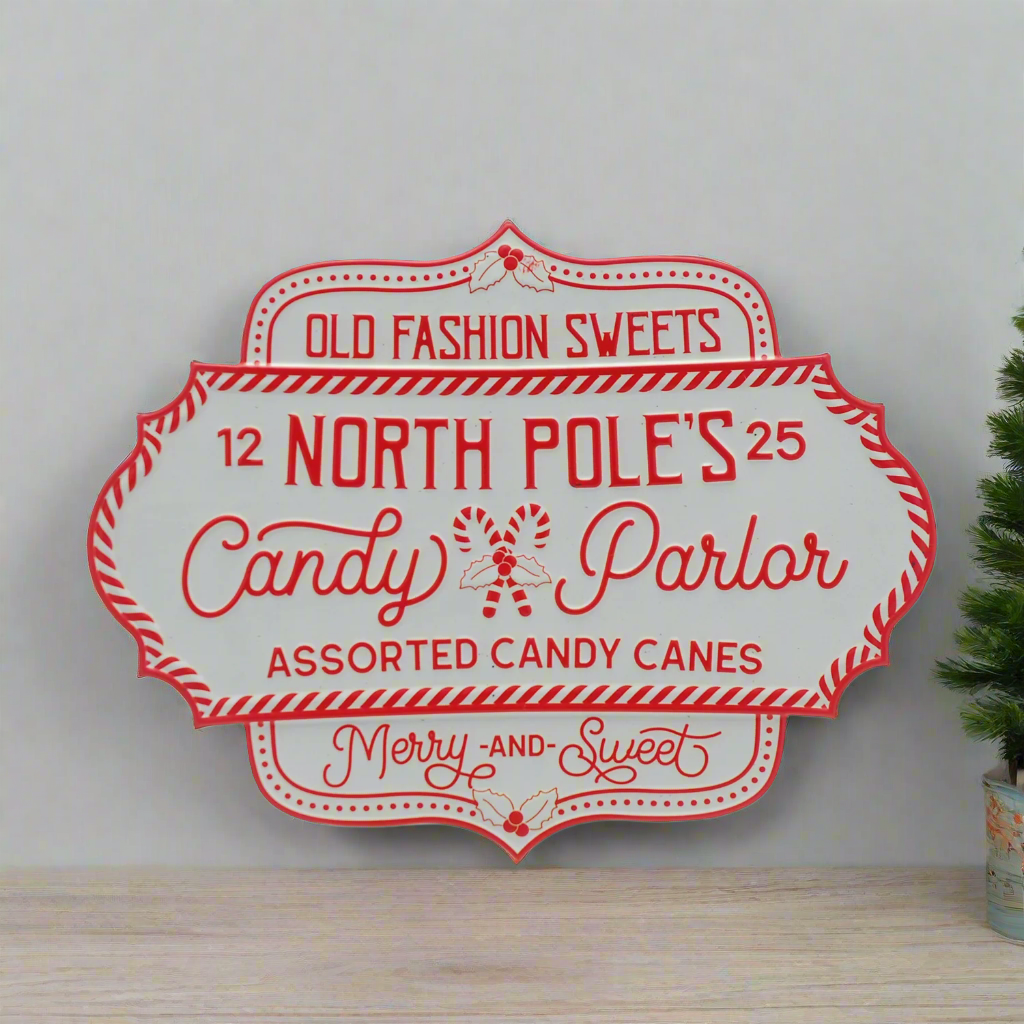 OLD FASHION SWEETS
12 NORTH POLE'S 25
Candy Parlor
ASSORTED CANDY CANES
Merry -AND- Sweet